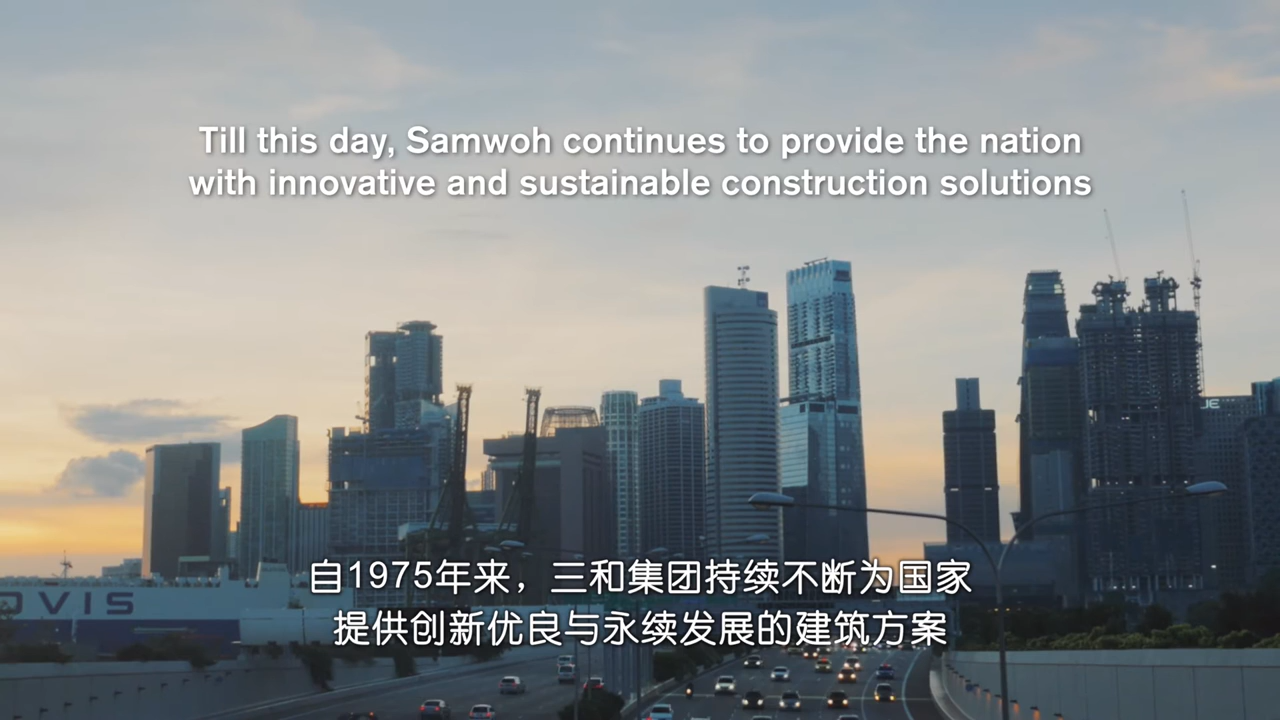 Till this day, Samwoh continues to provide the nation
with innovative and sustainable construction solutions
UE
OVIS
自1975年来，三和集团持续不断为国家
提供创新优良与永续发展的建筑方案